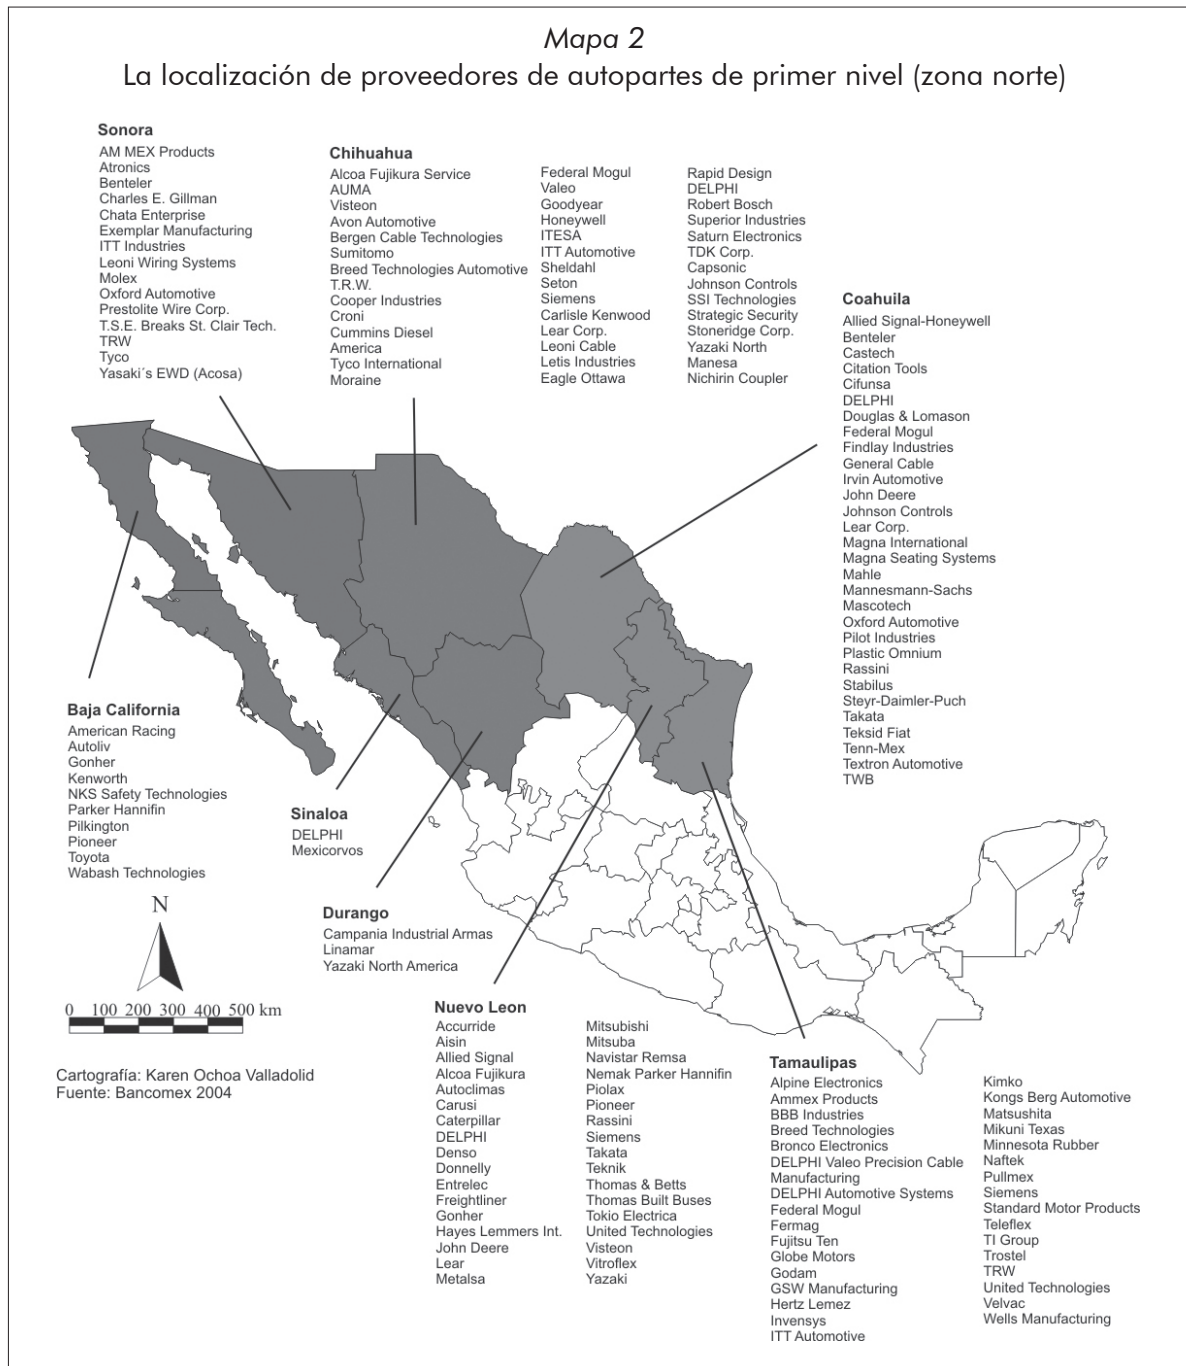 Mapa 2
La localización de proveedores de autopartes de primer nivel (zona norte)
Sonora
AM MEX Products
Atronics
Benteler
Charles E. Gillman
Chata Enterprise
Exemplar Manufacturing
ITT Industries
Leoni Wiring Systems
Molex
Oxford Automotive
Prestolite Wire Corp.
T.S.E. Breaks St. Clair Tech.
TRW
Tyco
Yasaki´s EWD (Acosa)
Chihuahua
Alcoa Fujikura Service
AUMA
Visteon
Avon Automotive
Bergen Cable Technologies
Sumitomo
Breed Technologies Automotive
T.R.W.
Cooper Industries
Croni
Cummins Diesel
America
Tyco International
Moraine
Federal Mogul
Valeo
Goodyear
Honeywell
ITESA
ITT Automotive
Sheldahl
Seton
Siemens
Carlisle Kenwood
Lear Corp.
Leoni Cable
Letis Industries
Eagle Ottawa
Rapid Design
DELPHI
Robert Bosch
Superior Industries
Saturn Electronics
TDK Corp.
Capsonic
Johnson Controls
SSI Technologies
Strategic Security
Stoneridge Corp.
Yazaki North
Manesa
Nichirin Coupler
Coahuila
Allied Signal-Honeywell
Benteler
Castech
Citation Tools
Cifunsa
DELPHI
Douglas & Lomason
Federal Mogul
Findlay Industries
General Cable
Irvin Automotive
John Deere
Johnson Controls
Lear Corp.
Magna International
Magna Seating Systems
Mahle
Mannesmann-Sachs
Mascotech
Oxford Automotive
Pilot Industries
Plastic Omnium
Rassini
Stabilus
Steyr-Daimler-Puch
Takata
Teksid Fiat
Tenn-Mex
Textron Automotive
TWB
Baja California
American Racing
Autoliv
Gonher
Kenworth
NKS Safety Technologies
Parker Hannifin
Pilkington
Pioneer
Toyota
Wabash Technologies
Sinaloa
DELPHI
Mexicorvos
Durango
Campania Industrial Armas
Linamar
Yazaki North America
N
0 100 200 300 400 500 km
Cartografía: Karen Ochoa Valladolid
Fuente: Bancomex 2004
Nuevo Leon
Accurride
Aisin
Allied Signal
Alcoa Fujikura
Autoclimas
Carusi
Caterpillar
DELPHI
Denso
Donnelly
Entrelec
Freightliner
Gonher
Hayes Lemmers Int.
John Deere
Lear
Metalsa
Mitsubishi
Mitsuba
Navistar Remsa
Nemak Parker Hannifin
Piolax
Pioneer
Rassini
Siemens
Takata
Teknik
Thomas & Betts
Thomas Built Buses
Tokio Electrica
United Technologies
Visteon
Vitroflex
Yazaki
Tamaulipas
Alpine Electronics
Ammex Products
BBB Industries
Breed Technologies
Bronco Electronics
DELPHI Valeo Precision Cable
Manufacturing
DELPHI Automotive Systems
Federal Mogul
Fermag
Fujitsu Ten
Globe Motors
Godam
GSW Manufacturing
Hertz Lemez
Invensys
ITT Automotive
Kimko
Kongs Berg Automotive
Matsushita
Mikuni Texas
Minnesota Rubber
Naftek
Pullmex
Siemens
Standard Motor Products
Teleflex
TI Group
Trostel
TRW
United Technologies
Velvac
Wells Manufacturing